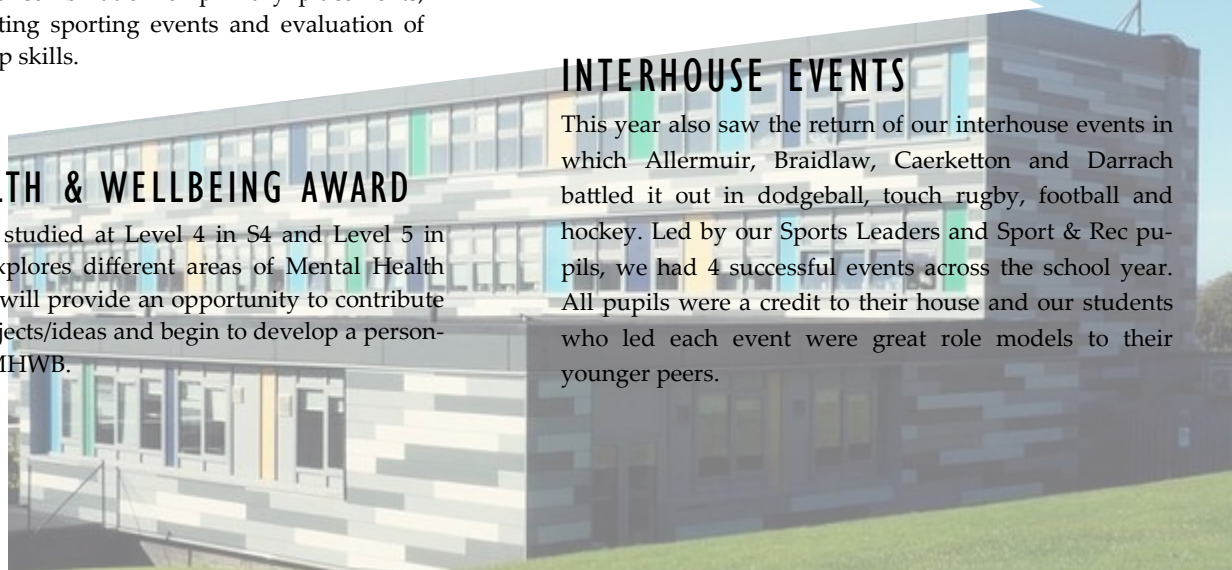 ting sporting events and evaluation of
p skills.
LTH & WELLBEING AWARD
studied at Level 4 in S4 and Level 5 in
xplores different areas of Mental Health
will provide an opportunity to contribute
jects/ideas and begin to develop a person-
MHWB.
INTERHOUSE EVENTS
This year also saw the return of our interhouse events in
which Allermuir, Braidlaw, Caerketton and Darrach
battled it out in dodgeball, touch rugby, football and
hockey. Led by our Sports Leaders and Sport & Rec pu-
pils, we had 4 successful events across the school year.
All pupils were a credit to their house and our students
who led each event were great role models to their
younger peers.